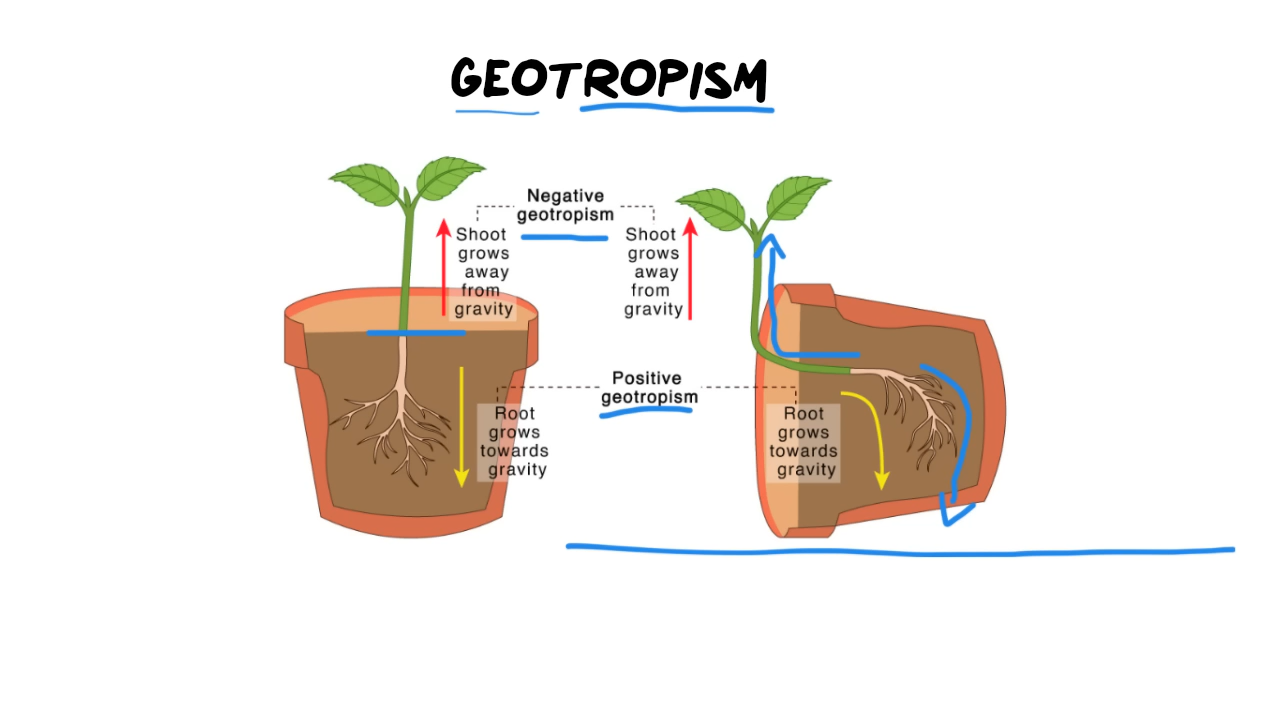 GEOTROPISM
Negative
geotropism
Shoot
grows
away
from
gravity
Shoot
grows
away
from
gravity
Positive
geotropism
Root
grows
towards
gravity
Root
grows
towards
gravity